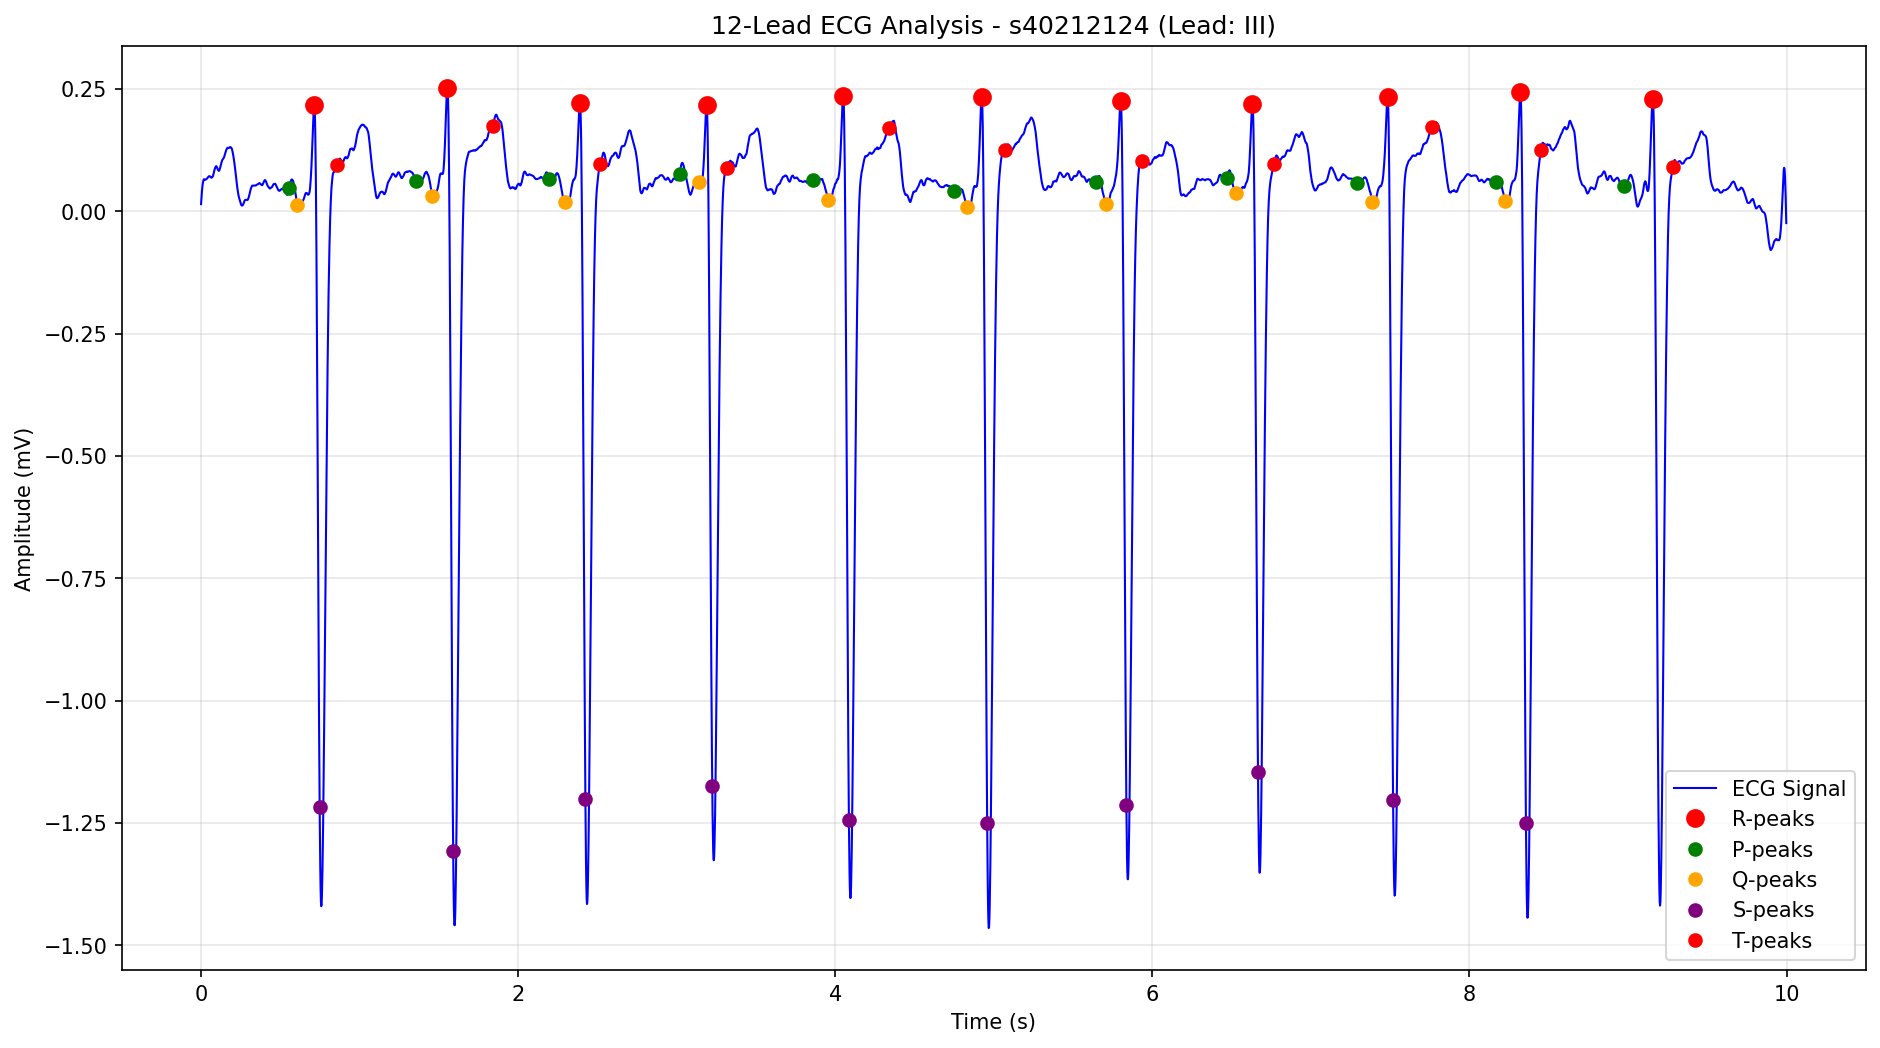 12-Lead ECG Analysis - s40212124 (Lead: III)
Amplitude (mV)
0.25
0.00
−0.25
−0.50
−0.75
−1.00
−1.25
−1.50
ECG Signal
R-peaks
P-peaks
Q-peaks
S-peaks
T-peaks
0 2 4 6 8 10
Time (s)